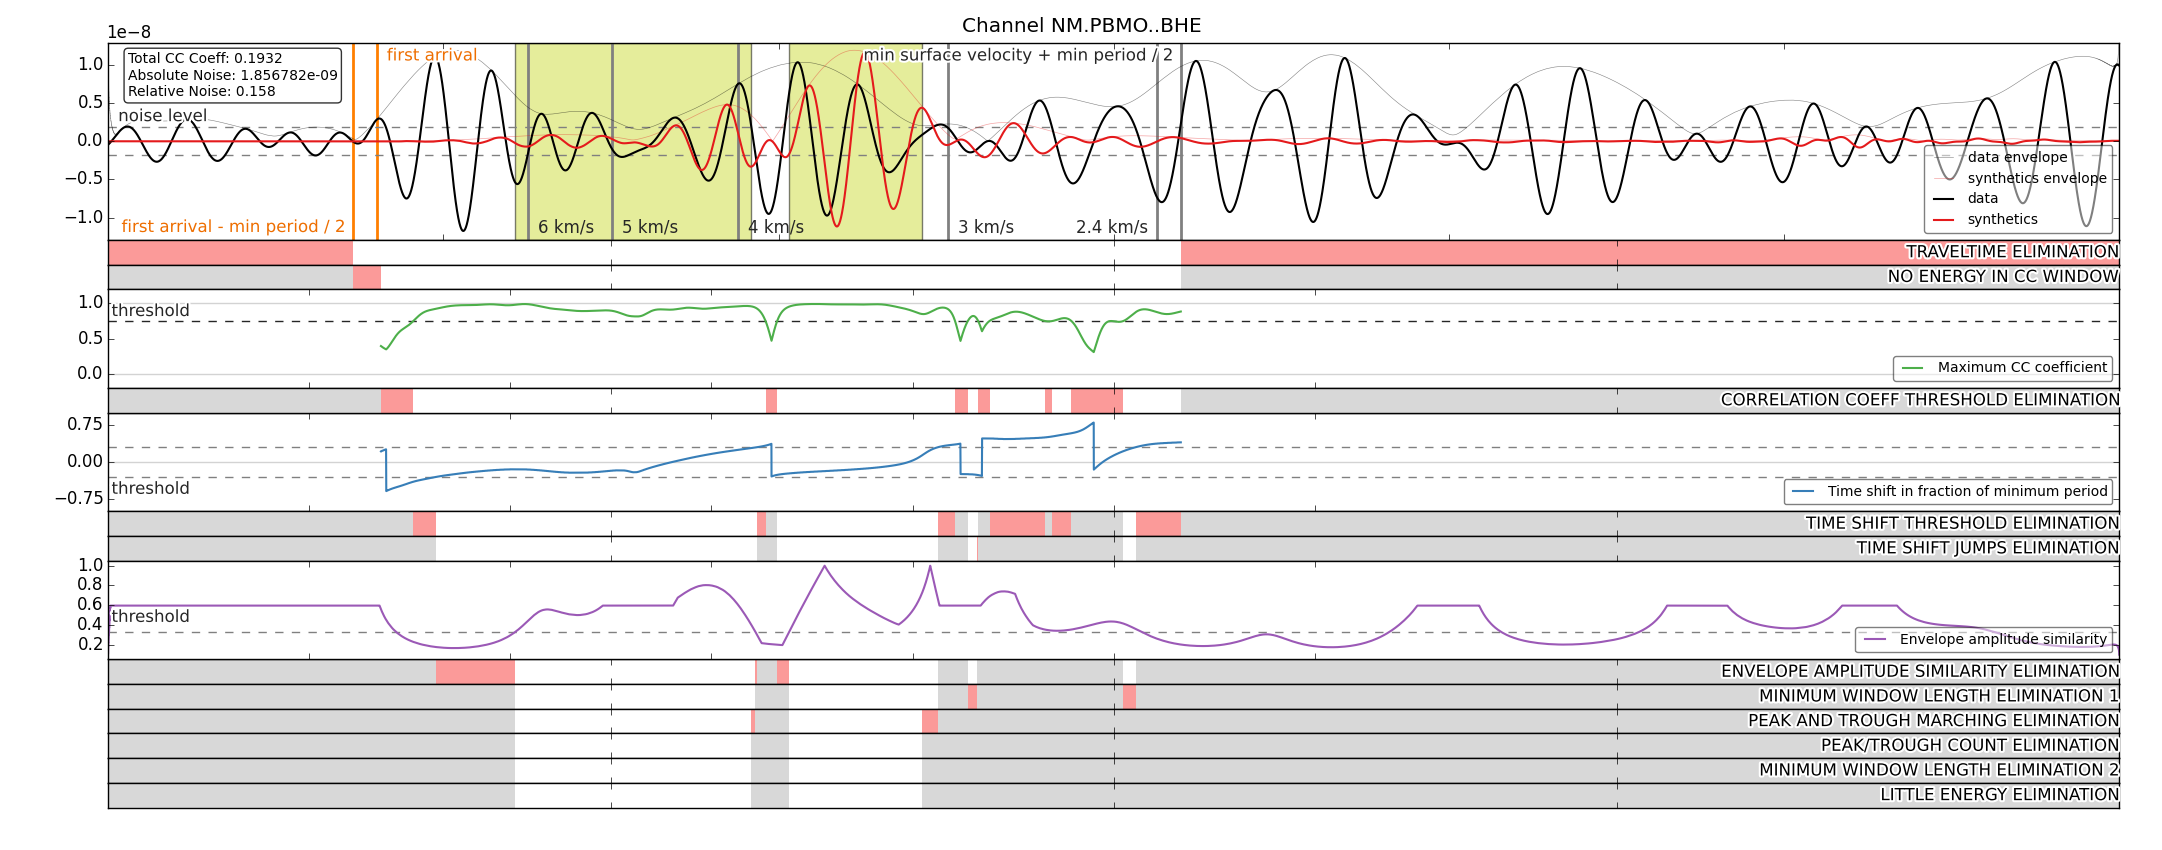 Channel NM.PBMO..BHE
1e−8
Total CC Coeff: 0.1932
Absolute Noise: 1.856782e-09
Relative Noise: 0.158
first arrival
min surface velocity + min period / 2
noise level
1.0
0.5
0.0
−0.5
−1.0
first arrival - min period / 2
6 km/s
5 km/s
4 km/s
3 km/s
2.4 km/s
data envelope
synthetics envelope
data
synthetics
TRAVELTIME ELIMINATION
NO ENERGY IN CC WINDOW
1.0
threshold
0.5
0.0
Maximum CC coefficient
CORRELATION COEFF THRESHOLD ELIMINATION
0.75
0.00
−0.75
threshold
Time shift in fraction of minimum period
TIME SHIFT THRESHOLD ELIMINATION
TIME SHIFT JUMPS ELIMINATION
1.0
0.8
0.6
threshold
0.4
0.2
Envelope amplitude similarity
ENVELOPE AMPLITUDE SIMILARITY ELIMINATION
MINIMUM WINDOW LENGTH ELIMINATION 1
PEAK AND TROUGH MARCHING ELIMINATION
PEAK/TROUGH COUNT ELIMINATION
MINIMUM WINDOW LENGTH ELIMINATION 2
LITTLE ENERGY ELIMINATION